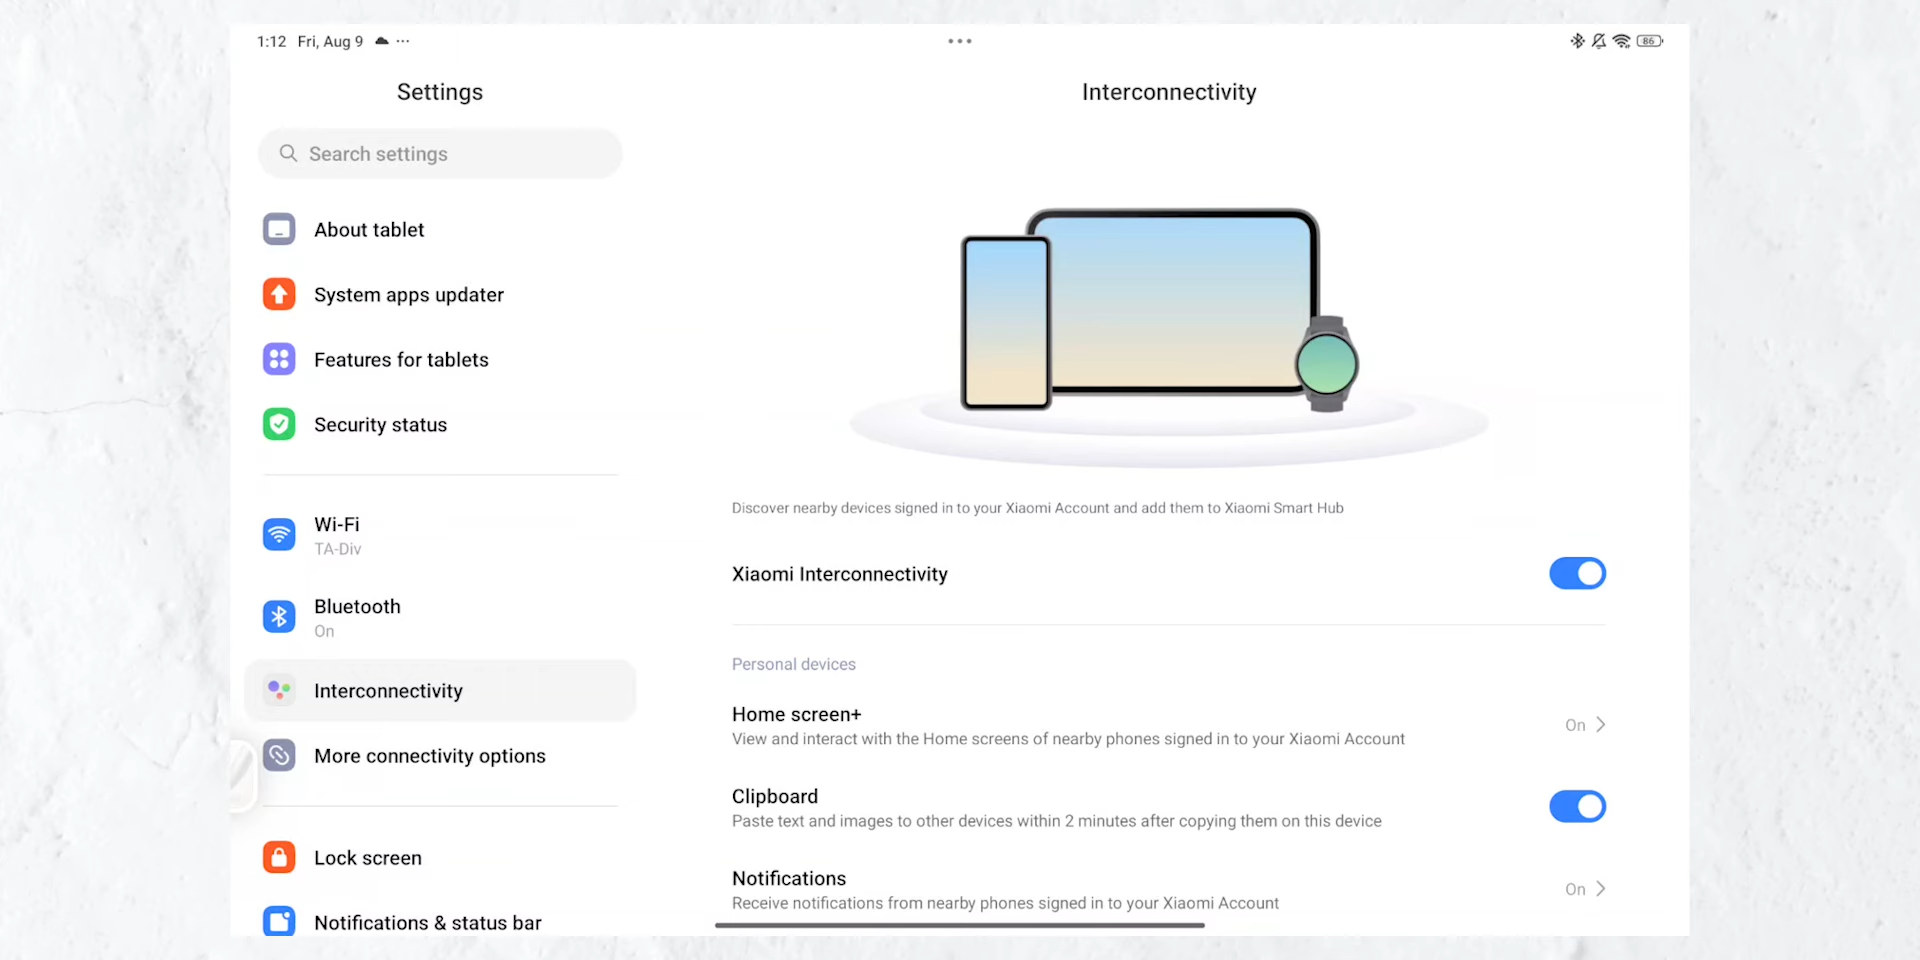 1:12 Fri, Aug 9
86
Settings
Search settings
About tablet
System apps updater
Features for tablets
Security status
Wi-Fi
TA-Div
Bluetooth
On
Interconnectivity
More connectivity options
Lock screen
Notifications & status bar
Interconnectivity
Discover nearby devices signed in to your Xiaomi Account and add them to Xiaomi Smart Hub
Xiaomi Interconnectivity
Personal devices
Home screen+
View and interact with the Home screens of nearby phones signed in to your Xiaomi Account
On
Clipboard
Paste text and images to other devices within 2 minutes after copying them on this device
Notifications
Receive notifications from nearby phones signed in to your Xiaomi Account
On